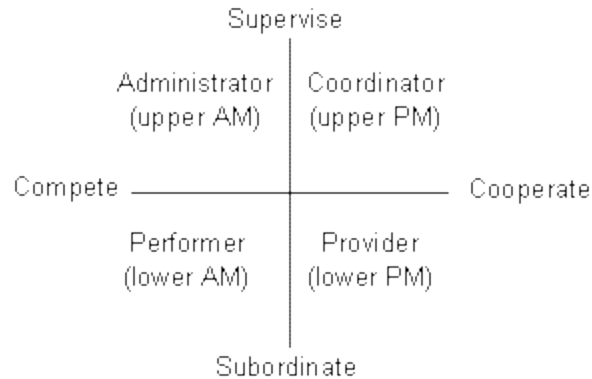 Supervise
Administrator
(upper AM)
Coordinator
(upper PM)
Compete
Cooperate
Performer
(lower AM)
Provider
(lower PM)
Subordinate